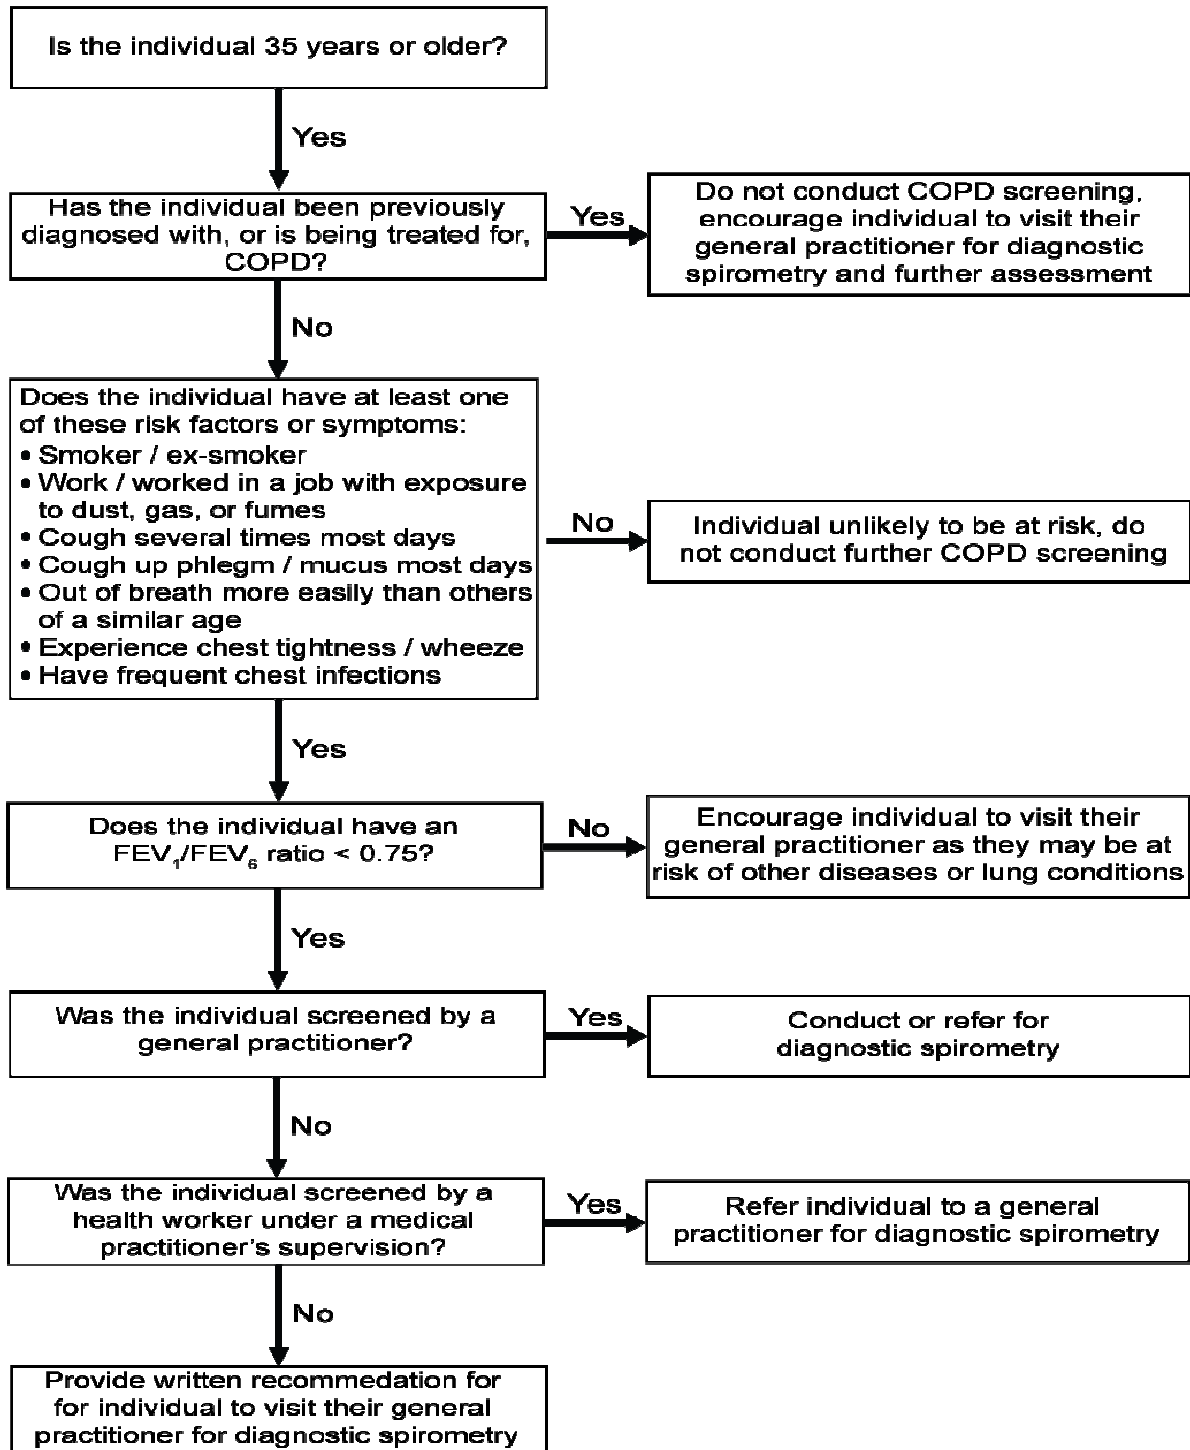 Is the individual 35 years or older?
Yes
Has the individual been previously
diagnosed with, or is being treated for,
COPD?
Yes
Do not conduct COPD screening,
encourage individual to visit their
general practitioner for diagnostic
spirometry and further assessment
No
Does the individual have at least one
of these risk factors or symptoms:
• Smoker / ex-smoker
• Work / worked in a job with exposure
to dust, gas, or fumes
• Cough several times most days
• Cough up phlegm / mucus most days
• Out of breath more easily than others
of a similar age
• Experience chest tightness / wheeze
• Have frequent chest infections
No
Individual unlikely to be at risk, do
not conduct further COPD screening
Yes
Does the individual have an
FEV₁/FEV₆ ratio < 0.75?
No
Encourage individual to visit their
general practitioner as they may be at
risk of other diseases or lung conditions
Yes
Was the individual screened by a
general practitioner?
Yes
Conduct or refer for
diagnostic spirometry
No
Was the individual screened by a
health worker under a medical
practitioner's supervision?
Yes
Refer individual to a general
practitioner for diagnostic spirometry
No
Provide written recommedation for
for individual to visit their general
practitioner for diagnostic spirometry